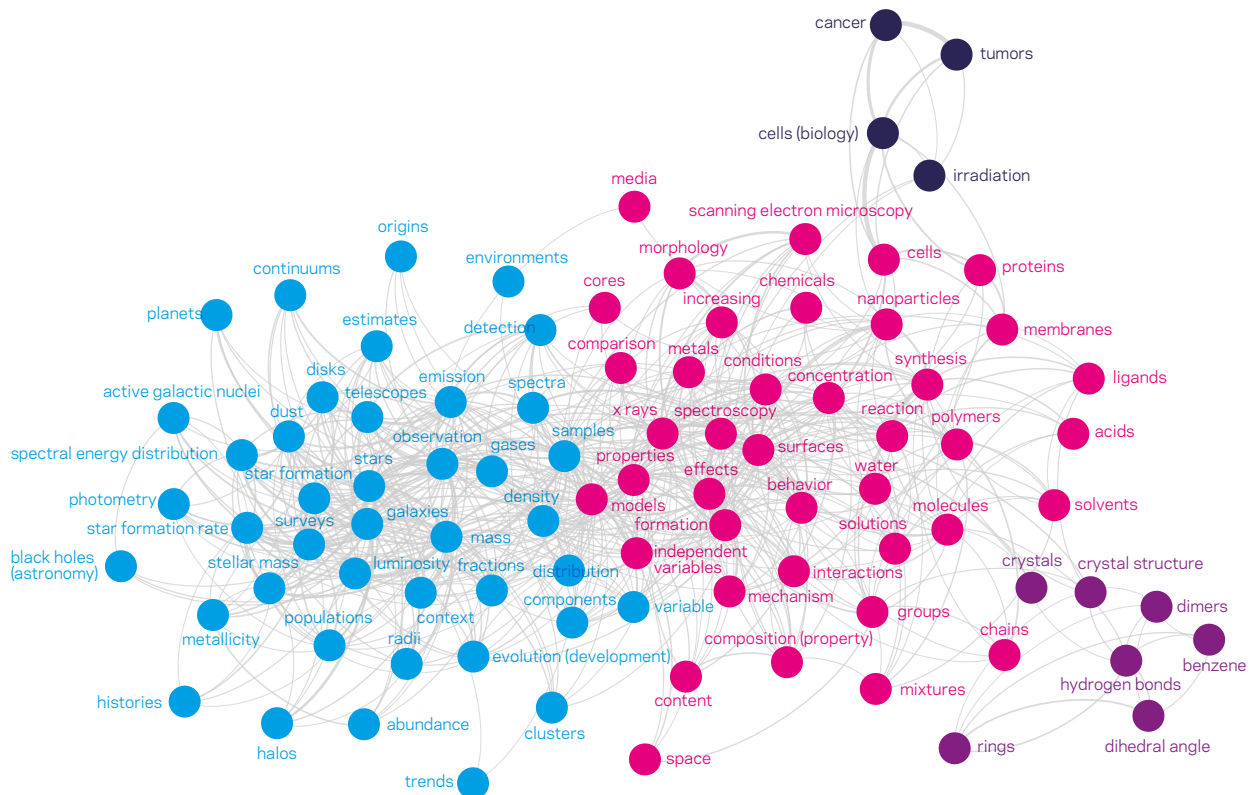 cancer
tumors
cells (biology)
irradiation
media
scanning electron microscopy
origins
morphology
cells
environments
proteins
continuums
cores
chemicals
increasing
nanoparticles
planets
estimates
detection
membranes
comparison
metals
conditions
synthesis
disks
emission
spectra
concentration
ligands
active galactic nuclei
telescopes
dust
x rays
spectroscopy
reaction
polymers
acids
observation
gases
samples
surfaces
spectral energy distribution
stars
properties
star formation
effects
water
behavior
photometry
density
models
molecules
solvents
surveys
galaxies
formation
solutions
star formation rate
mass
independent
variables
black holes
(astronomy)
stellar mass
luminosity
fractions
distribution
interactions
crystals
crystal structure
components
variable
mechanism
dimers
populations
context
groups
metallicity
radii
composition (property)
chains
evolution (development)
benzene
hydrogen bonds
mixtures
histories
content
abundance
clusters
dihedral angle
halos
space
rings
trends